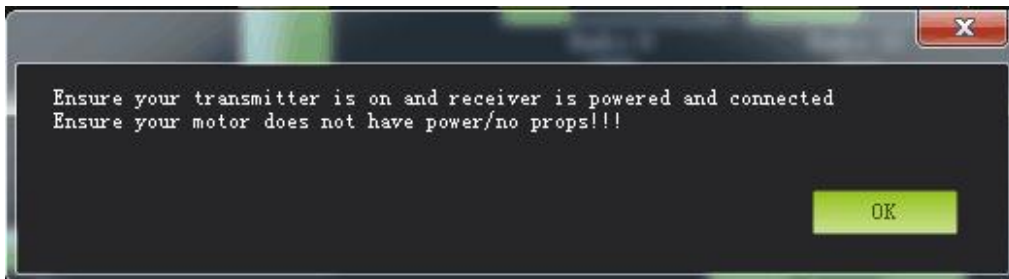 Ensure your transmitter is on and receiver is powered and connected
Ensure your motor does not have power/no props!!!
OK